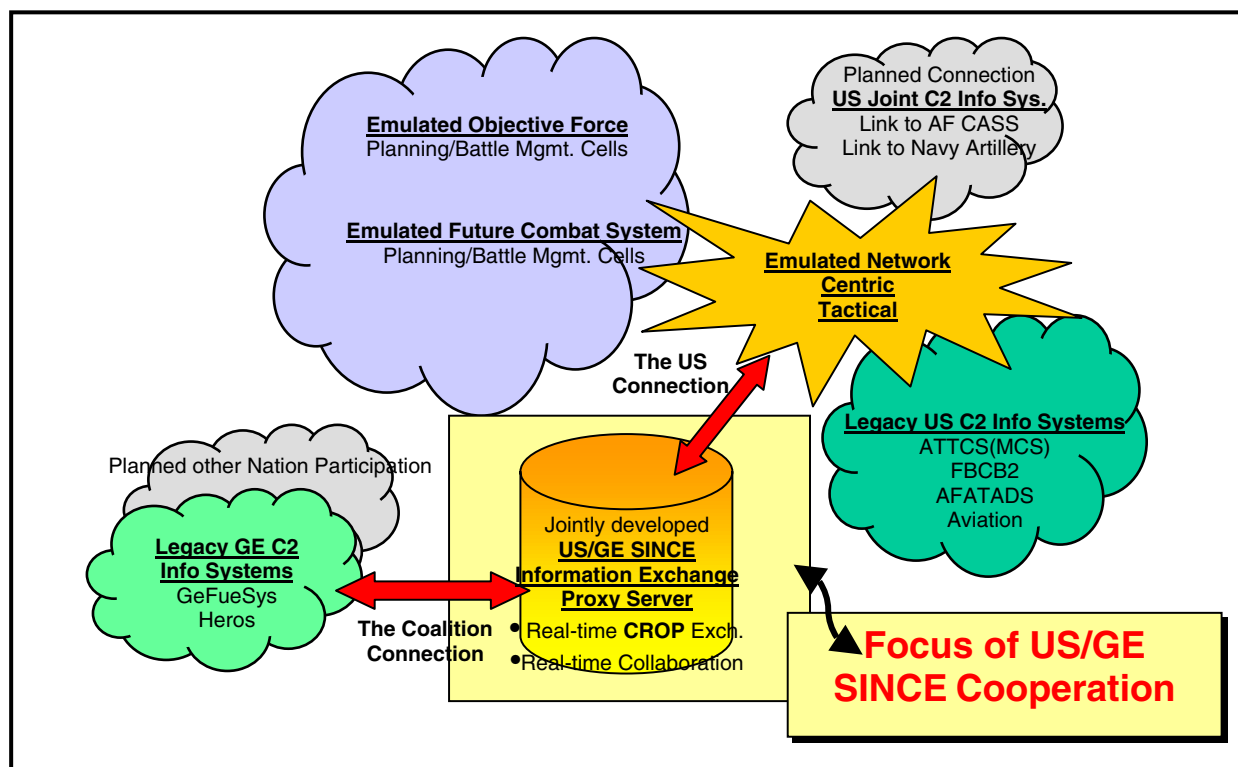 Emulated Objective Force
Planning/Battle Mgmt. Cells
Emulated Future Combat System
Planning/Battle Mgmt. Cells
Planned Connection
US Joint C2 Info Sys.
Link to AF CASS
Link to Navy Artillery
Emulated Network
Centric
Tactical
The US
Connection
Legacy US C2 Info Systems
ATTCS(MCS)
FBCB2
AFATADS
Aviation
Planned other Nation Participation
Legacy GE C2
Info Systems
GeFueSys
Heros
The Coalition
Connection
Jointly developed
US/GE SINCE
Information Exchange
Proxy Server
• Real-time CROP Exch.
• Real-time Collaboration
Focus of US/GE
SINCE Cooperation